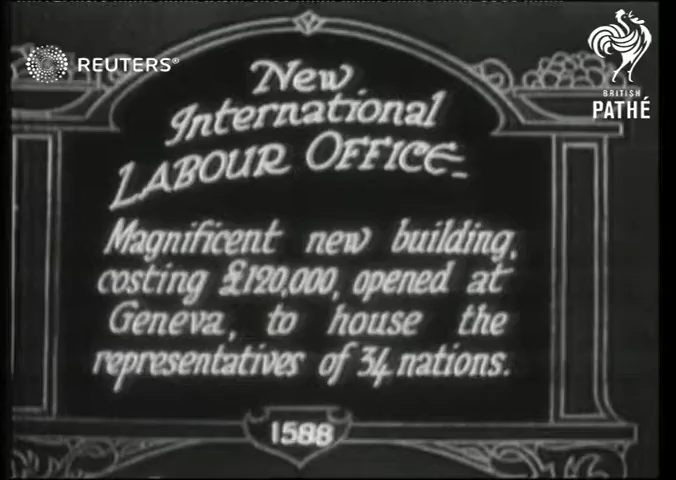 REUTERS
BRITISH
PATHÉ
New
International
LABOUR OFFICE_
Magnificent new building,
costing £120,000, opened at
Geneva, to house the
representatives of 34 nations.
1588